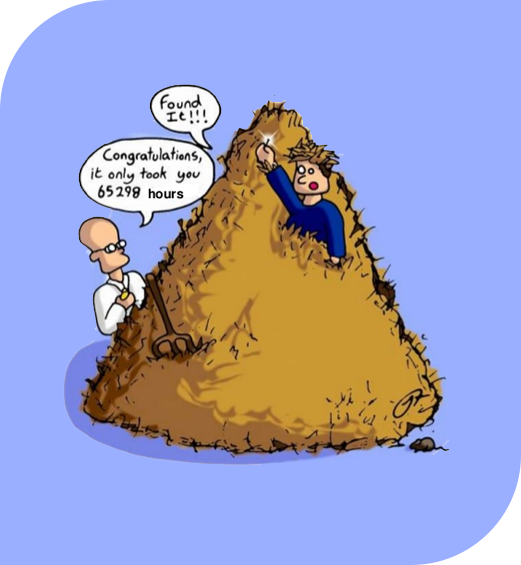 Found
It!!!
Congratulations,
it only took you
65298 hours